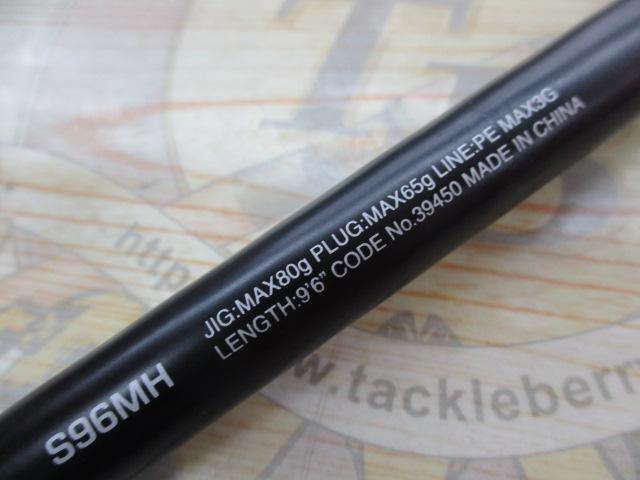 JIG:MAX80g PLUG:MAX65g LINE:PE MAX3G
LENGTH:9'6" CODE No.39450 MADE IN CHINA
S96MH
http:
www.tackleberr